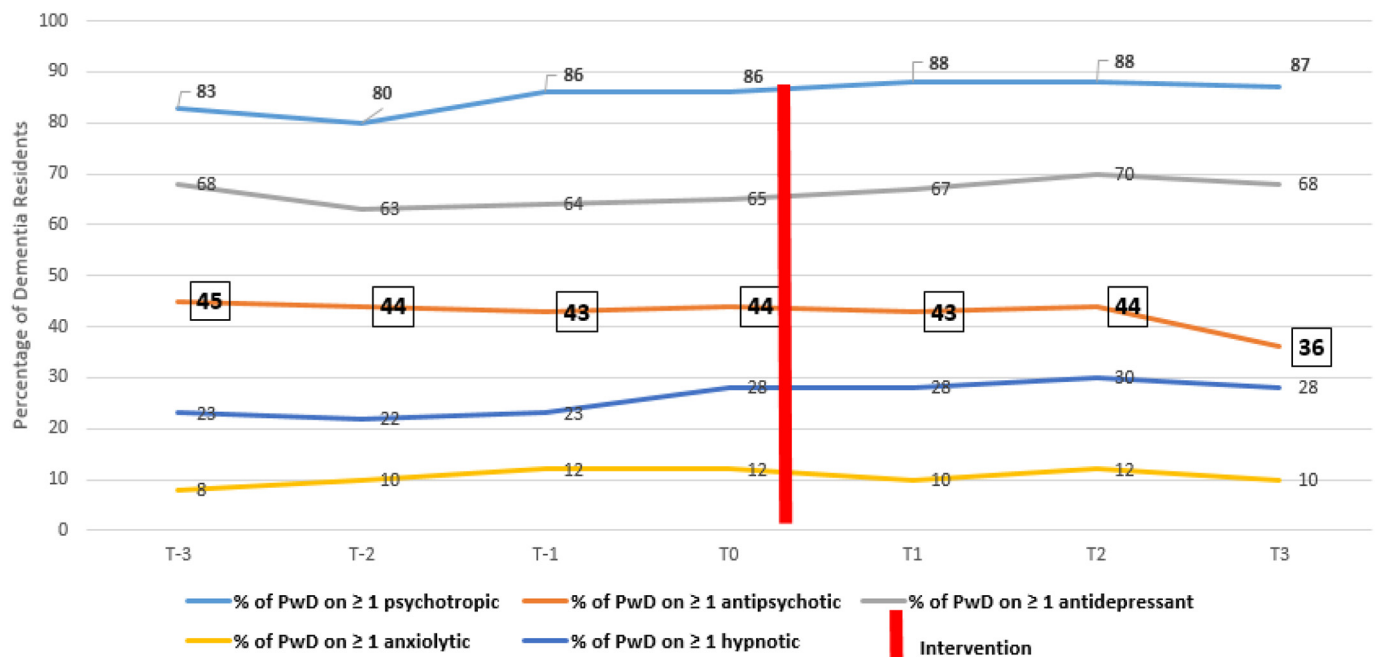 100
90
80
70
60
50
40
30
20
10
0
Percentage of Dementia Residents
83 80 86 86 88 88 87
68 63 64 65 67 70 68
45 44 43 44 43 44 36
23 22 23 28 28 30 28
8 10 12 12 10 12 10
T-3 T-2 T-1 T0 T1 T2 T3
% of PwD on ≥ 1 psychotropic % of PwD on ≥ 1 antipsychotic % of PwD on ≥ 1 antidepressant
% of PwD on ≥ 1 anxiolytic % of PwD on ≥ 1 hypnotic Intervention